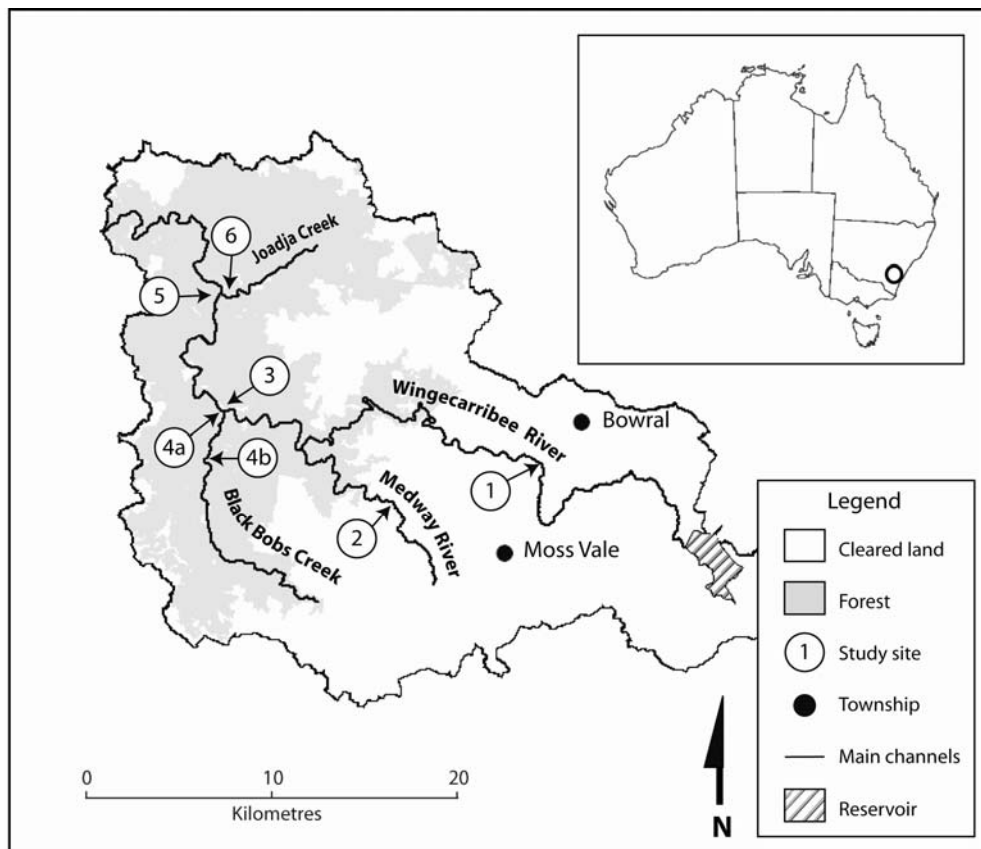 6
Joadja Creek
5
3
Wingecarribee River
Bowral
4a
4b
1
Medway River
2
Black Bobs Creek
Moss Vale
Legend
Cleared land
Forest
1
Study site
Township
Main channels
Reservoir
0
10
20
Kilometres
N